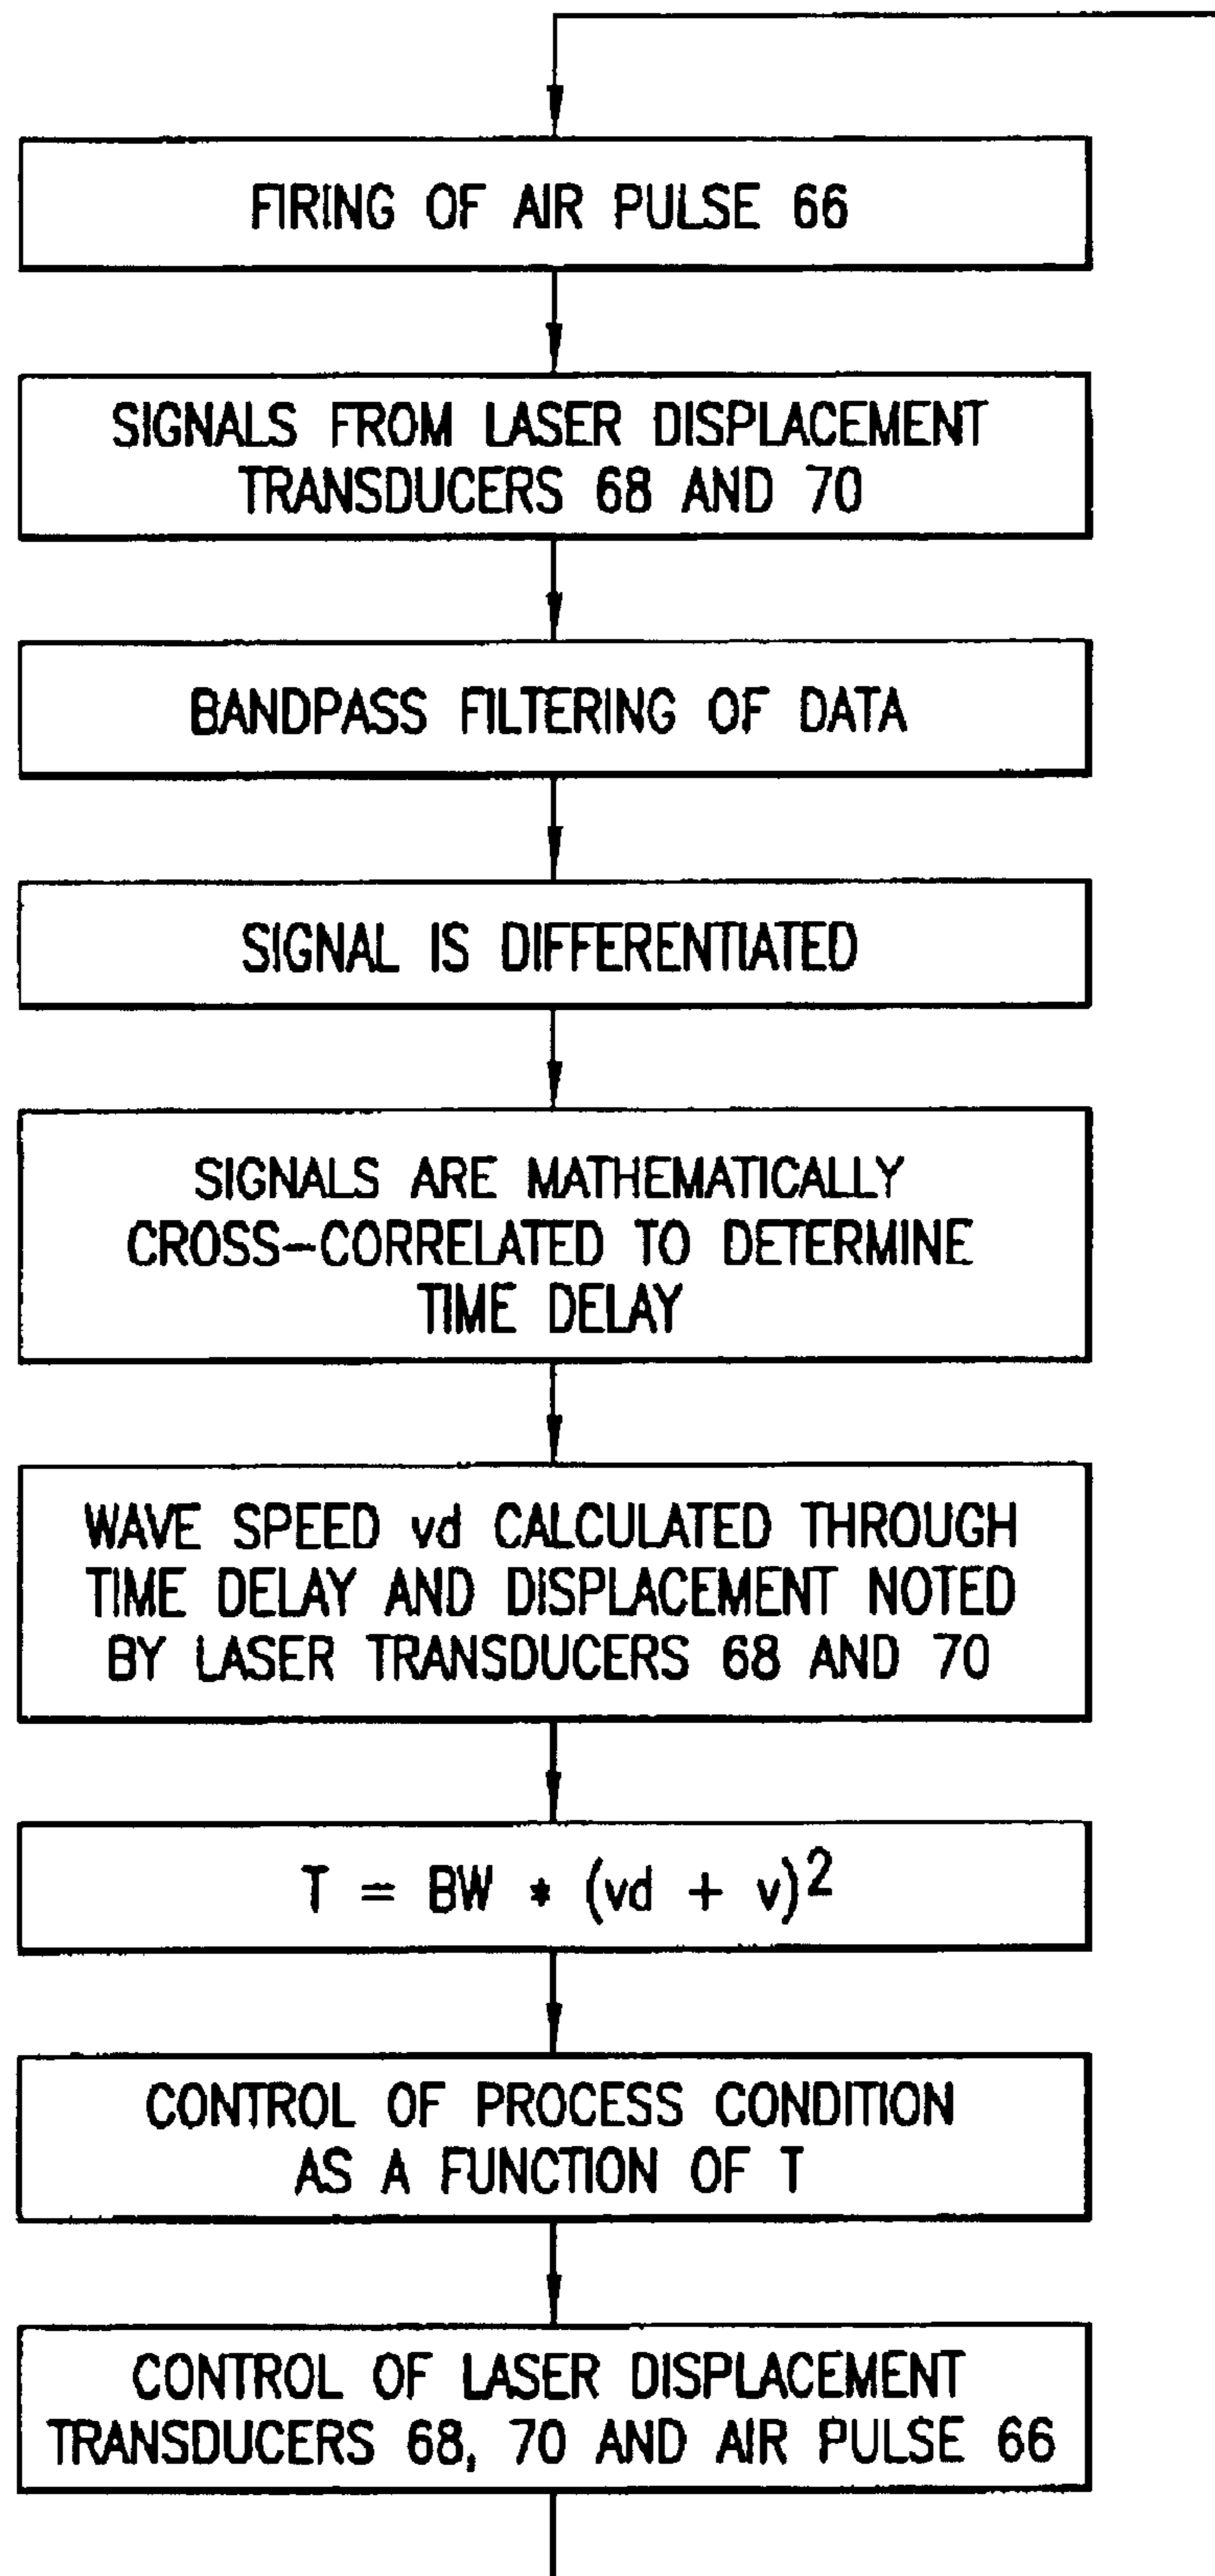 FIRING OF AIR PULSE 66
SIGNALS FROM LASER DISPLACEMENT
TRANSDUCERS 68 AND 70
BANDPASS FILTERING OF DATA
SIGNAL IS DIFFERENTIATED
SIGNALS ARE MATHEMATICALLY
CROSS-CORRELATED TO DETERMINE
TIME DELAY
WAVE SPEED vd CALCULATED THROUGH
TIME DELAY AND DISPLACEMENT NOTED
BY LASER TRANSDUCERS 68 AND 70
T = BW * (vd + v)2
CONTROL OF PROCESS CONDITION
AS A FUNCTION OF T
CONTROL OF LASER DISPLACEMENT
TRANSDUCERS 68, 70 AND AIR PULSE 66